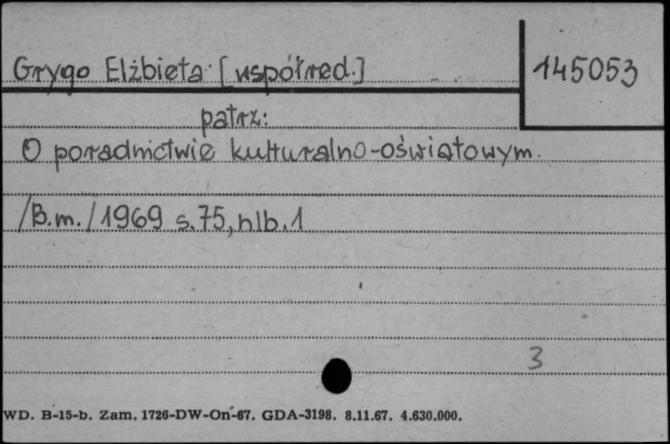 Grygo Elżbieta [współred.]
145053
patrz:
O poradnictwie kulturalno-oświatowym.
/B.m./ 1969 s.75, nlb.1
3
WD. B-15-b. Zam. 1726-DW-On-67. GDA-3198. 8.11.67. 4.630.000.